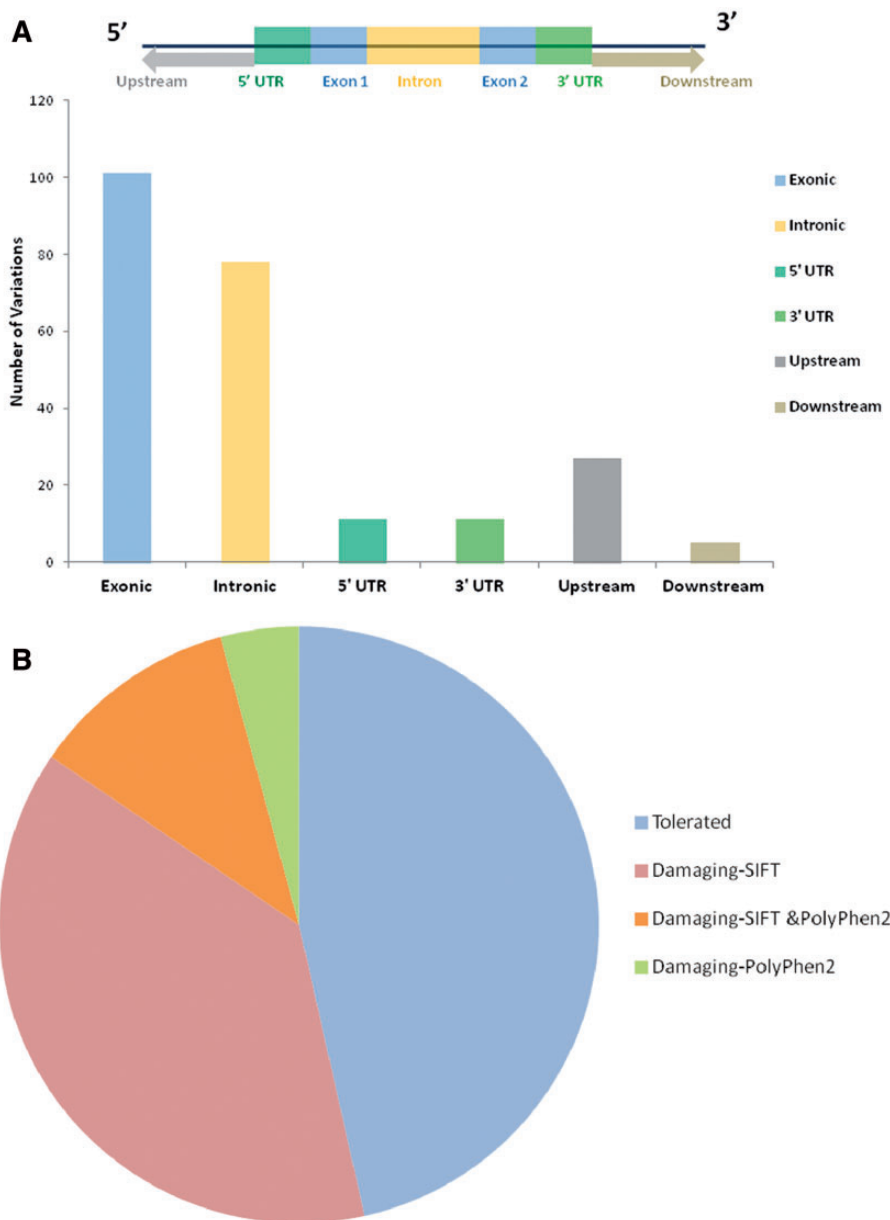 A
5’
3’
Upstream
5’ UTR
Exon 1
Intron
Exon 2
3’ UTR
Downstream
120
100
80
60
40
20
0
Number of Variations
Exonic
Intronic
5' UTR
3' UTR
Upstream
Downstream
Exonic
Intronic
5' UTR
3' UTR
Upstream
Downstream
B
Tolerated
Damaging-SIFT
Damaging-SIFT &PolyPhen2
Damaging-PolyPhen2